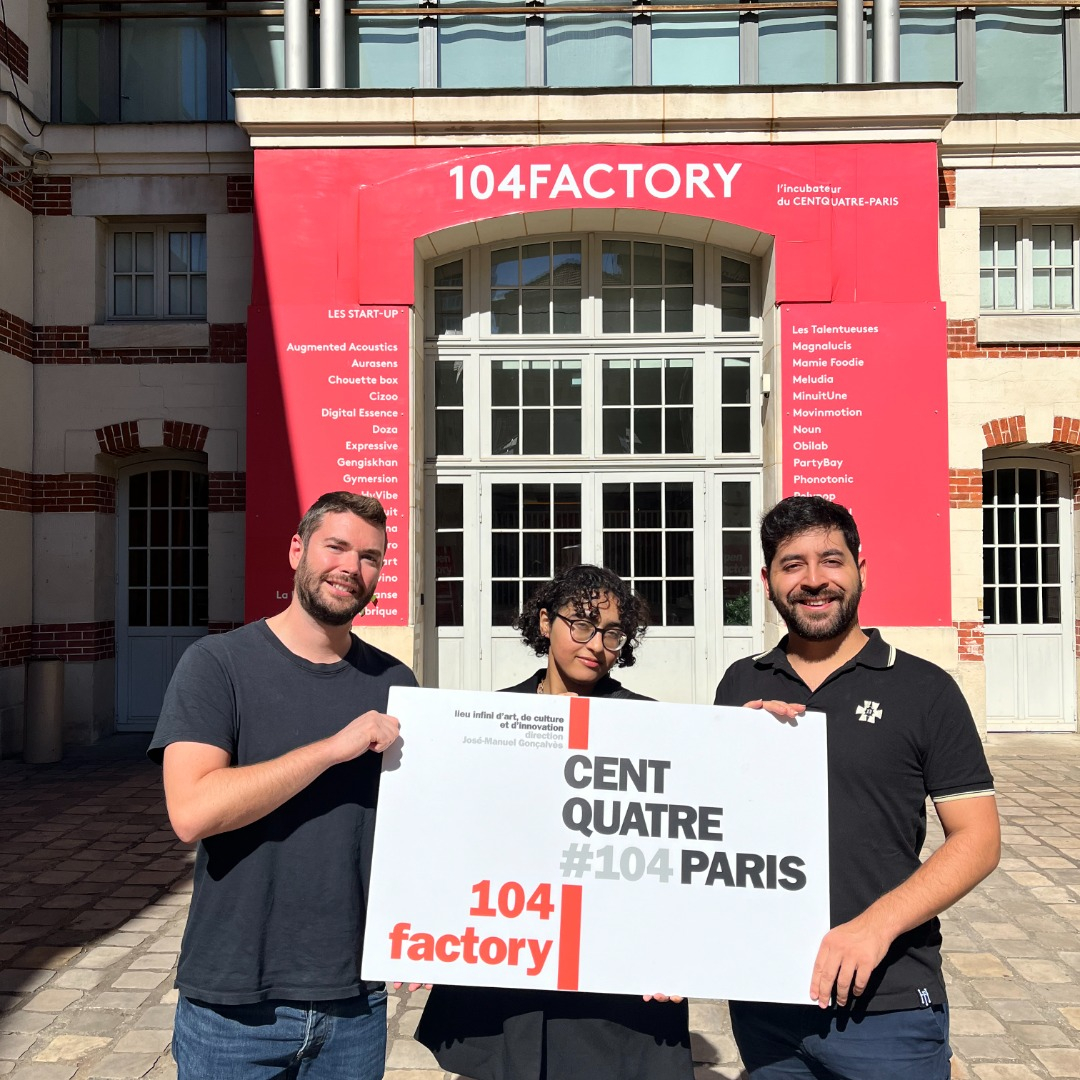 104FACTORY
l'incubateur
du CENTQUATRE-PARIS
LES START-UP
Augmented Acoustics
Aurasens
Chouette box
Cizoo
Digital Essence
Doza
Expressive
Gengiskhan
Gymersion
HyVibe
Les Talentueuses
Magnalucis
Mamie Foodie
Meludia
MinuitUne
Movinmotion
Noun
Obilab
PartyBay
Phonotonic
lieu infini d'art, de culture
et d'innovation
direction
José-Manuel Gonçalvès
CENT
QUATRE
#104 PARIS
104
factory